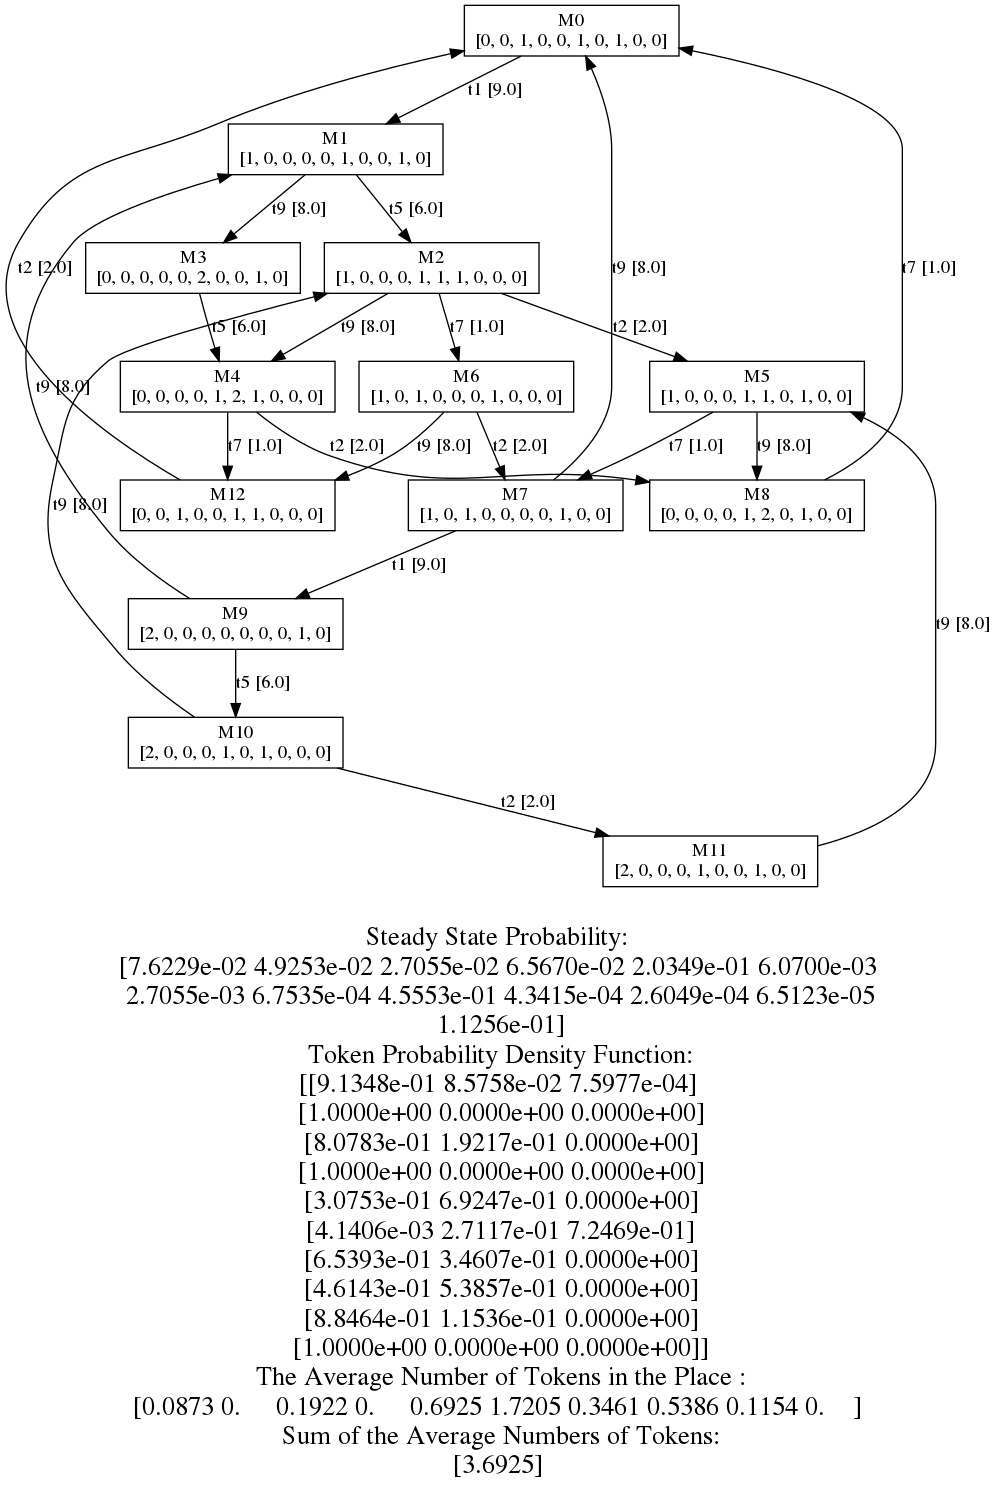 M0
[0, 0, 1, 0, 0, 1, 0, 1, 0, 0]
t1 [9.0]
M1
[1, 0, 0, 0, 0, 1, 0, 0, 1, 0]
t9 [8.0]
t5 [6.0]
M3
[0, 0, 0, 0, 0, 2, 0, 0, 1, 0]
M2
[1, 0, 0, 0, 1, 1, 1, 0, 0, 0]
t2 [2.0]
t9 [8.0]
t7 [1.0]
t5 [6.0]
t9 [8.0]
t7 [1.0]
t2 [2.0]
M4
[0, 0, 0, 0, 1, 2, 1, 0, 0, 0]
M6
[1, 0, 1, 0, 0, 0, 1, 0, 0, 0]
M5
[1, 0, 0, 0, 1, 1, 0, 1, 0, 0]
t9 [8.0]
t7 [1.0]
t2 [2.0]
t9 [8.0]
t2 [2.0]
t7 [1.0]
t9 [8.0]
M12
[0, 0, 1, 0, 0, 1, 1, 0, 0, 0]
M7
[1, 0, 1, 0, 0, 0, 0, 1, 0, 0]
M8
[0, 0, 0, 0, 1, 2, 0, 1, 0, 0]
t9 [8.0]
t1 [9.0]
M9
[2, 0, 0, 0, 0, 0, 0, 0, 1, 0]
t9 [8.0]
t5 [6.0]
M10
[2, 0, 0, 0, 1, 0, 1, 0, 0, 0]
t2 [2.0]
M11
[2, 0, 0, 0, 1, 0, 0, 1, 0, 0]
Steady State Probability:
[7.6229e-02 4.9253e-02 2.7055e-02 6.5670e-02 2.0349e-01 6.0700e-03
2.7055e-03 6.7535e-04 4.5553e-01 4.3415e-04 2.6049e-04 6.5123e-05
1.1256e-01]
Token Probability Density Function:
[[9.1348e-01 8.5758e-02 7.5977e-04]
[1.0000e+00 0.0000e+00 0.0000e+00]
[8.0783e-01 1.9217e-01 0.0000e+00]
[1.0000e+00 0.0000e+00 0.0000e+00]
[3.0753e-01 6.9247e-01 0.0000e+00]
[4.1406e-03 2.7117e-01 7.2469e-01]
[6.5393e-01 3.4607e-01 0.0000e+00]
[4.6143e-01 5.3857e-01 0.0000e+00]
[8.8464e-01 1.1536e-01 0.0000e+00]
[1.0000e+00 0.0000e+00 0.0000e+00]]
The Average Number of Tokens in the Place :
[0.0873 0. 0.1922 0. 0.6925 1.7205 0.3461 0.5386 0.1154 0. ]
Sum of the Average Numbers of Tokens:
[3.6925]